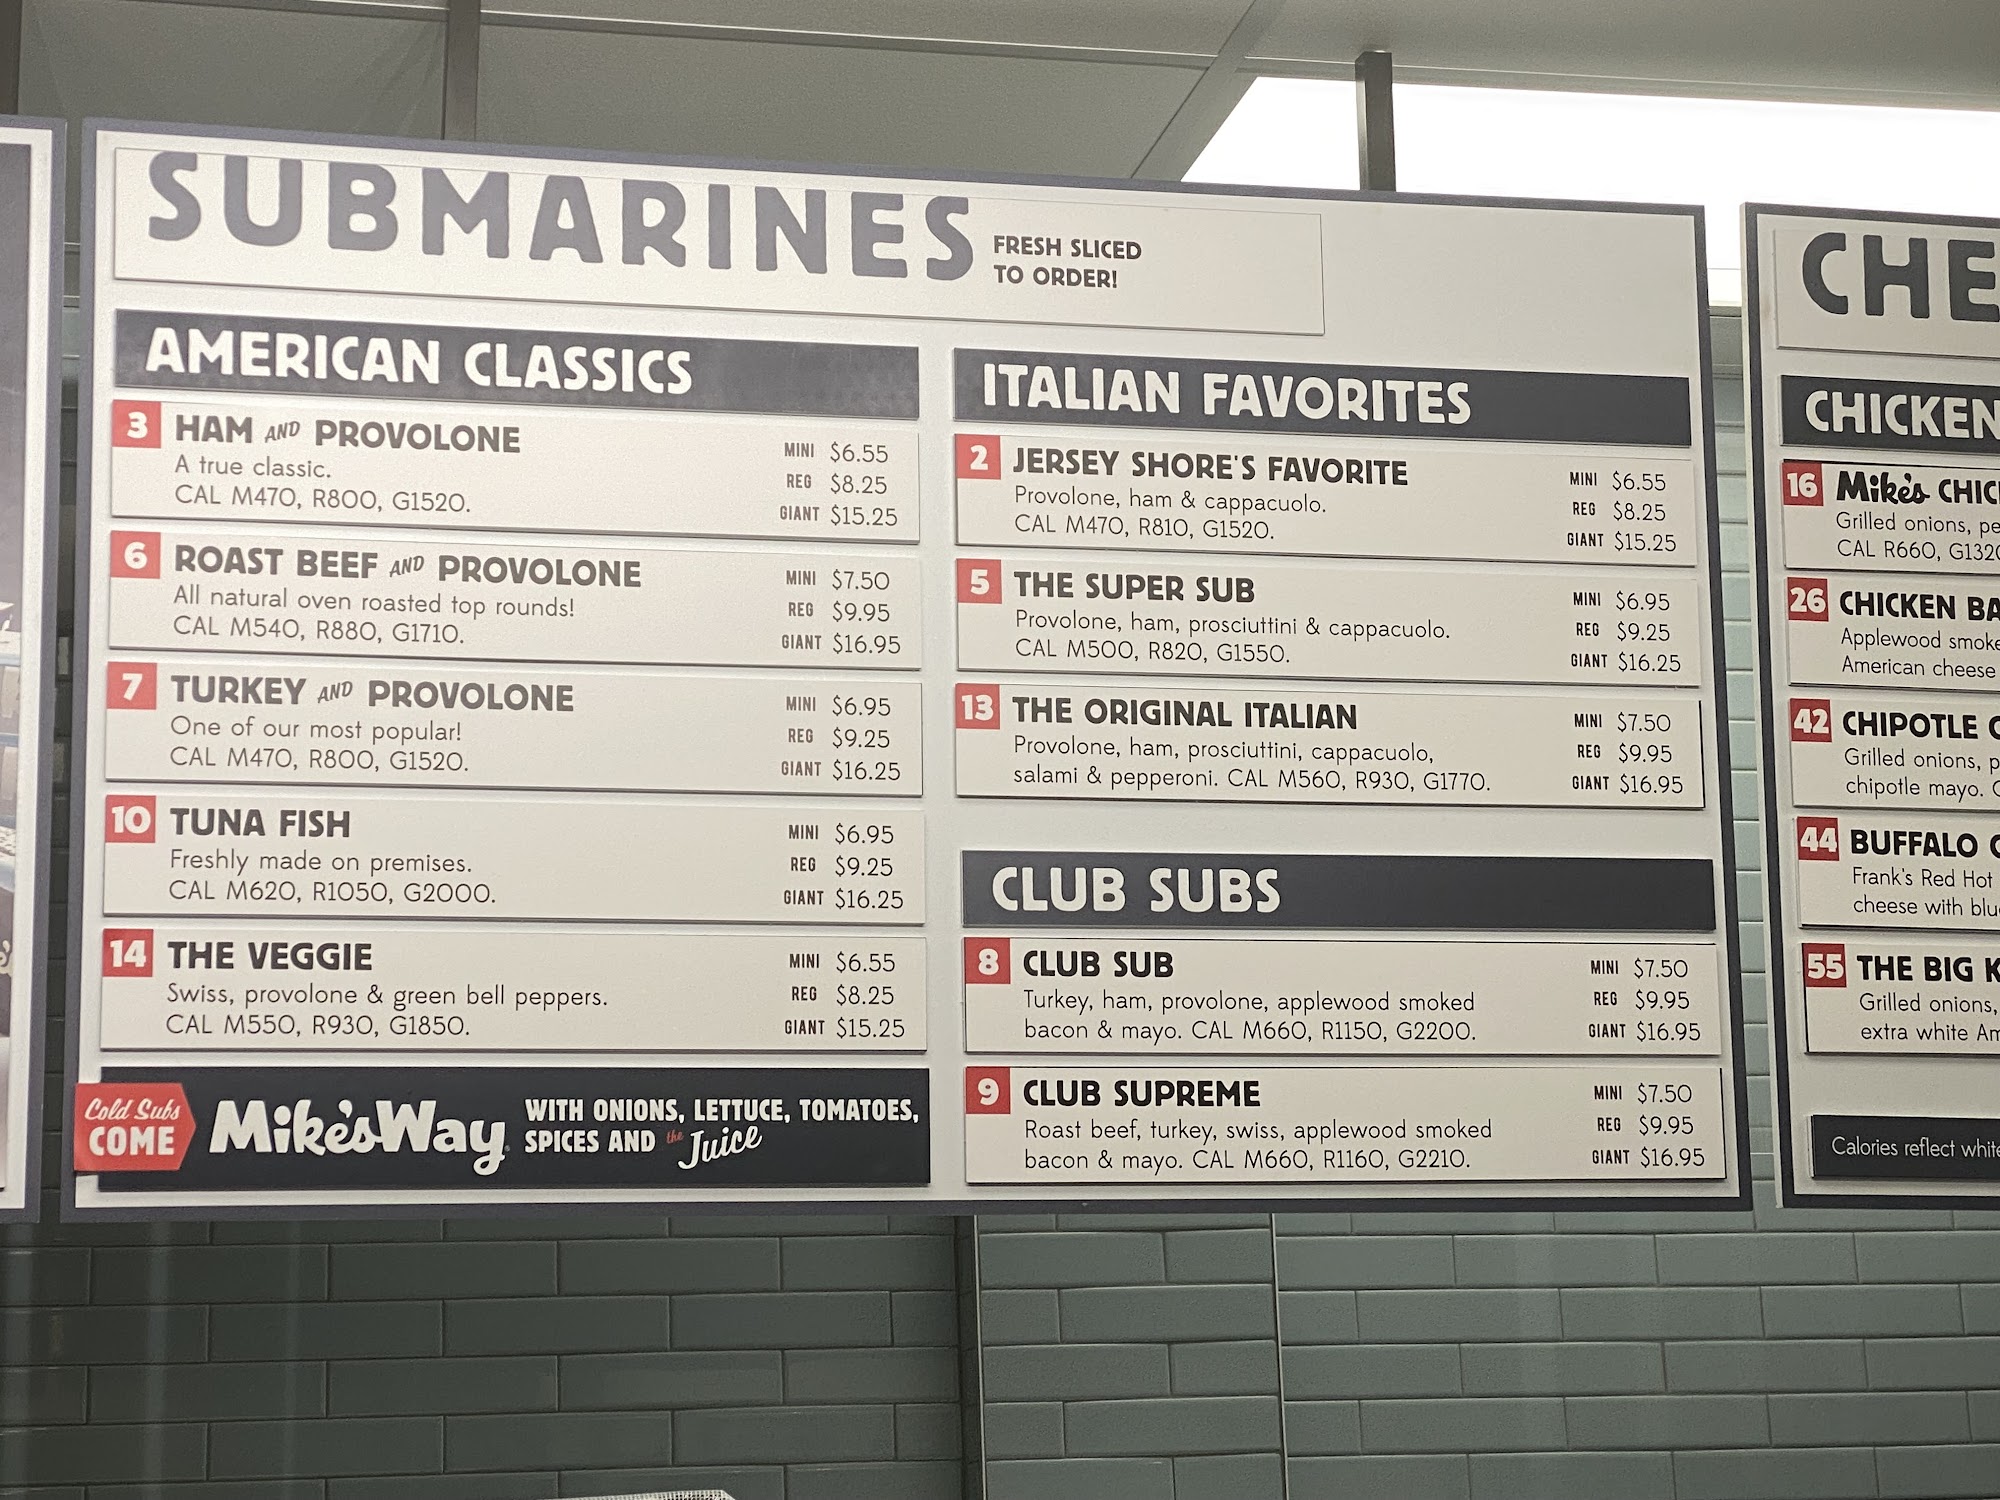 SUBMARINES
FRESH SLICED
TO ORDER!
AMERICAN CLASSICS
3 HAM AND PROVOLONE
A true classic.
CAL M470, R800, G1520.
MINI $6.55
REG $8.25
GIANT $15.25
6 ROAST BEEF AND PROVOLONE
All natural oven roasted top rounds!
CAL M540, R880, G1710.
MINI $7.50
REG $9.95
GIANT $16.95
7 TURKEY AND PROVOLONE
One of our most popular!
CAL M470, R800, G1520.
MINI $6.95
REG $9.25
GIANT $16.25
10 TUNA FISH
Freshly made on premises.
CAL M620, R1050, G2000.
MINI $6.95
REG $9.25
GIANT $16.25
14 THE VEGGIE
Swiss, provolone & green bell peppers.
CAL M550, R930, G1850.
MINI $6.55
REG $8.25
GIANT $15.25
Cold Subs
COME
Mike's Way
WITH ONIONS, LETTUCE, TOMATOES,
SPICES AND the Juice
ITALIAN FAVORITES
2 JERSEY SHORE'S FAVORITE
Provolone, ham & cappacuolo.
CAL M470, R810, G1520.
MINI $6.55
REG $8.25
GIANT $15.25
5 THE SUPER SUB
Provolone, ham, prosciuttini & cappacuolo.
CAL M500, R820, G1550.
MINI $6.95
REG $9.25
GIANT $16.25
13 THE ORIGINAL ITALIAN
Provolone, ham, prosciuttini, cappacuolo,
salami & pepperoni. CAL M560, R930, G1770.
MINI $7.50
REG $9.95
GIANT $16.95
CLUB SUBS
8 CLUB SUB
Turkey, ham, provolone, applewood smoked
bacon & mayo. CAL M660, R1150, G2200.
MINI $7.50
REG $9.95
GIANT $16.95
9 CLUB SUPREME
Roast beef, turkey, swiss, applewood smoked
bacon & mayo. CAL M660, R1160, G2210.
MINI $7.50
REG $9.95
GIANT $16.95
CHE
CHICKEN
16 Mike's CHIC
Grilled onions, pe
CAL R660, G1320
26 CHICKEN BA
Applewood smoke
American cheese
42 CHIPOTLE C
Grilled onions, p
chipotle mayo.
44 BUFFALO C
Frank's Red Hot
cheese with blu
55 THE BIG K
Grilled onions,
extra white Am
Calories reflect white